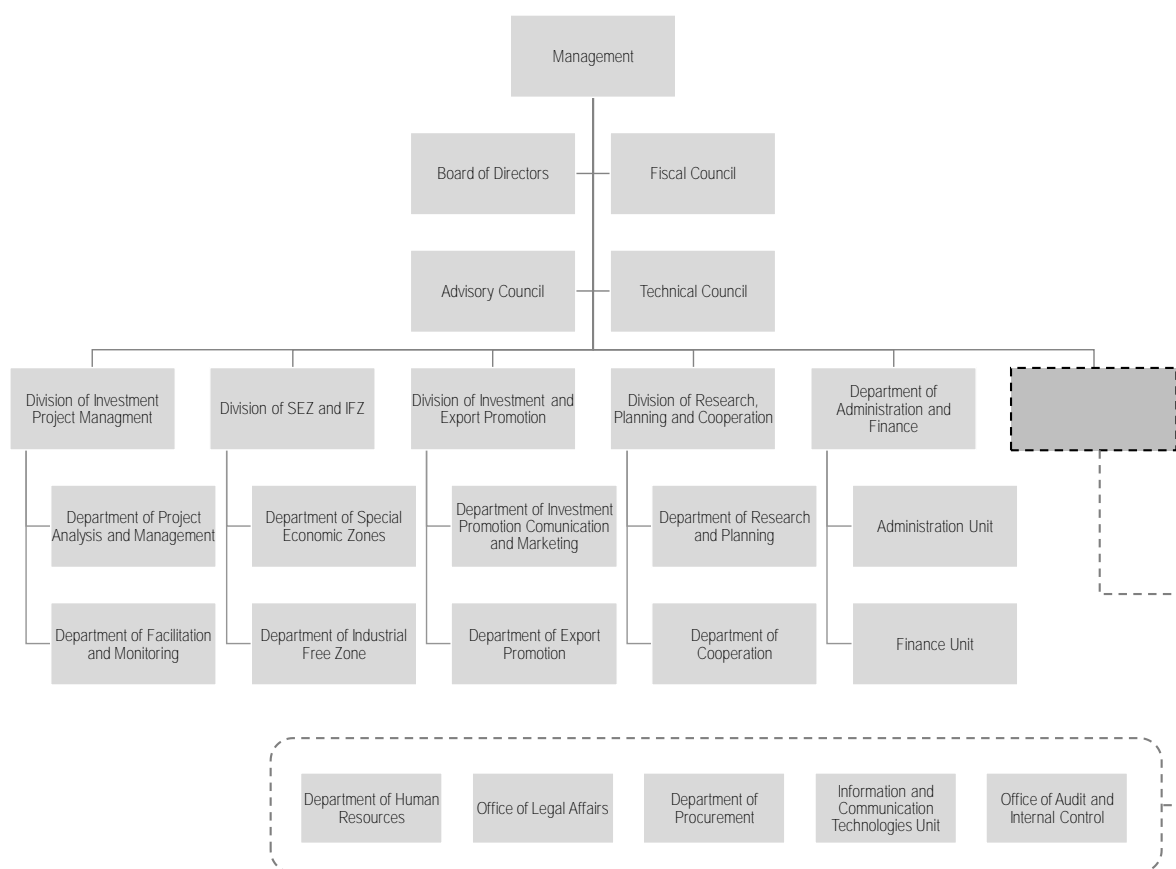 Management
Board of Directors
Fiscal Council
Advisory Council
Technical Council
Division of Investment
Project Managment
Division of SEZ and IFZ
Division of Investment and
Export Promotion
Division of Research,
Planning and Cooperation
Department of
Administration and
Finance
Department of Project
Analysis and Management
Department of Special
Economic Zones
Department of Investment
Promotion Comunication
and Marketing
Department of Research
and Planning
Administration Unit
Department of Facilitation
and Monitoring
Department of Industrial
Free Zone
Department of Export
Promotion
Department of
Cooperation
Finance Unit
Department of Human
Resources
Office of Legal Affairs
Department of
Procurement
Information and
Communication
Technologies Unit
Office of Audit and
Internal Control